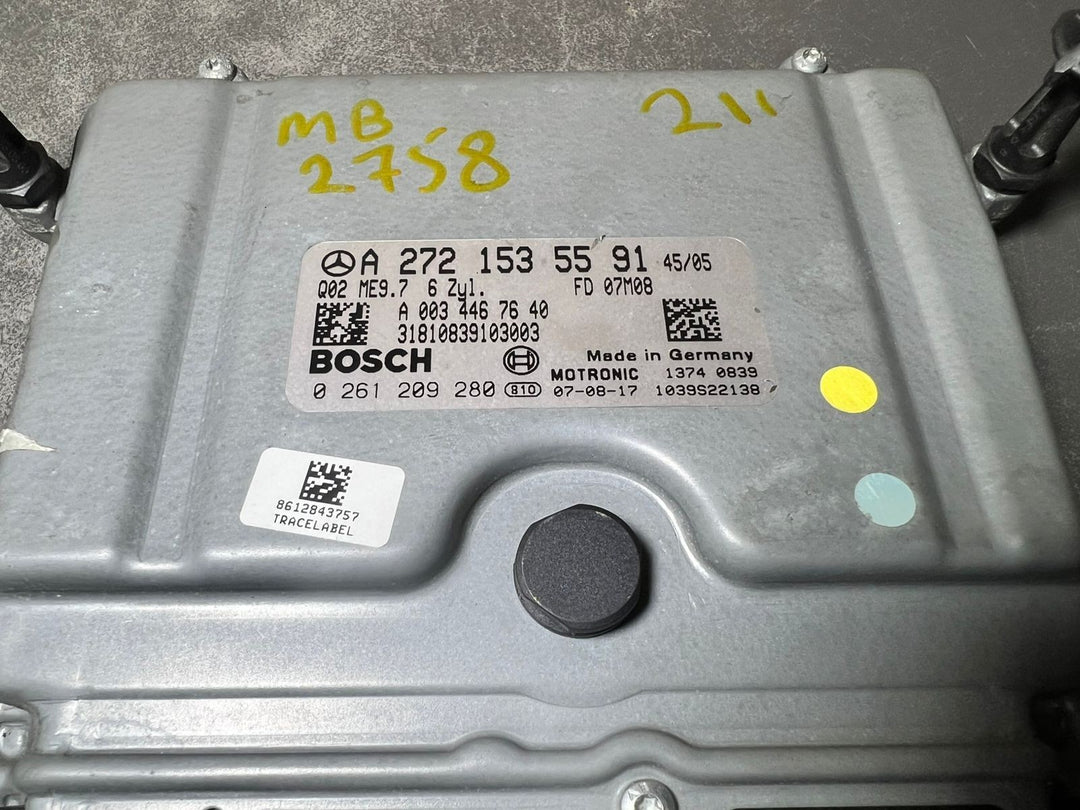 MB
2758
211
A 272 153 55 91 45/05
Q02 ME9.7 6 Zyl. FD 07M08
A 003 446 76 40
31810839103003
BOSCH
Made in Germany
MOTRONIC 1374 0839
0 261 209 280 810 07-08-17 1039S22138
8612843757
TRACELABEL